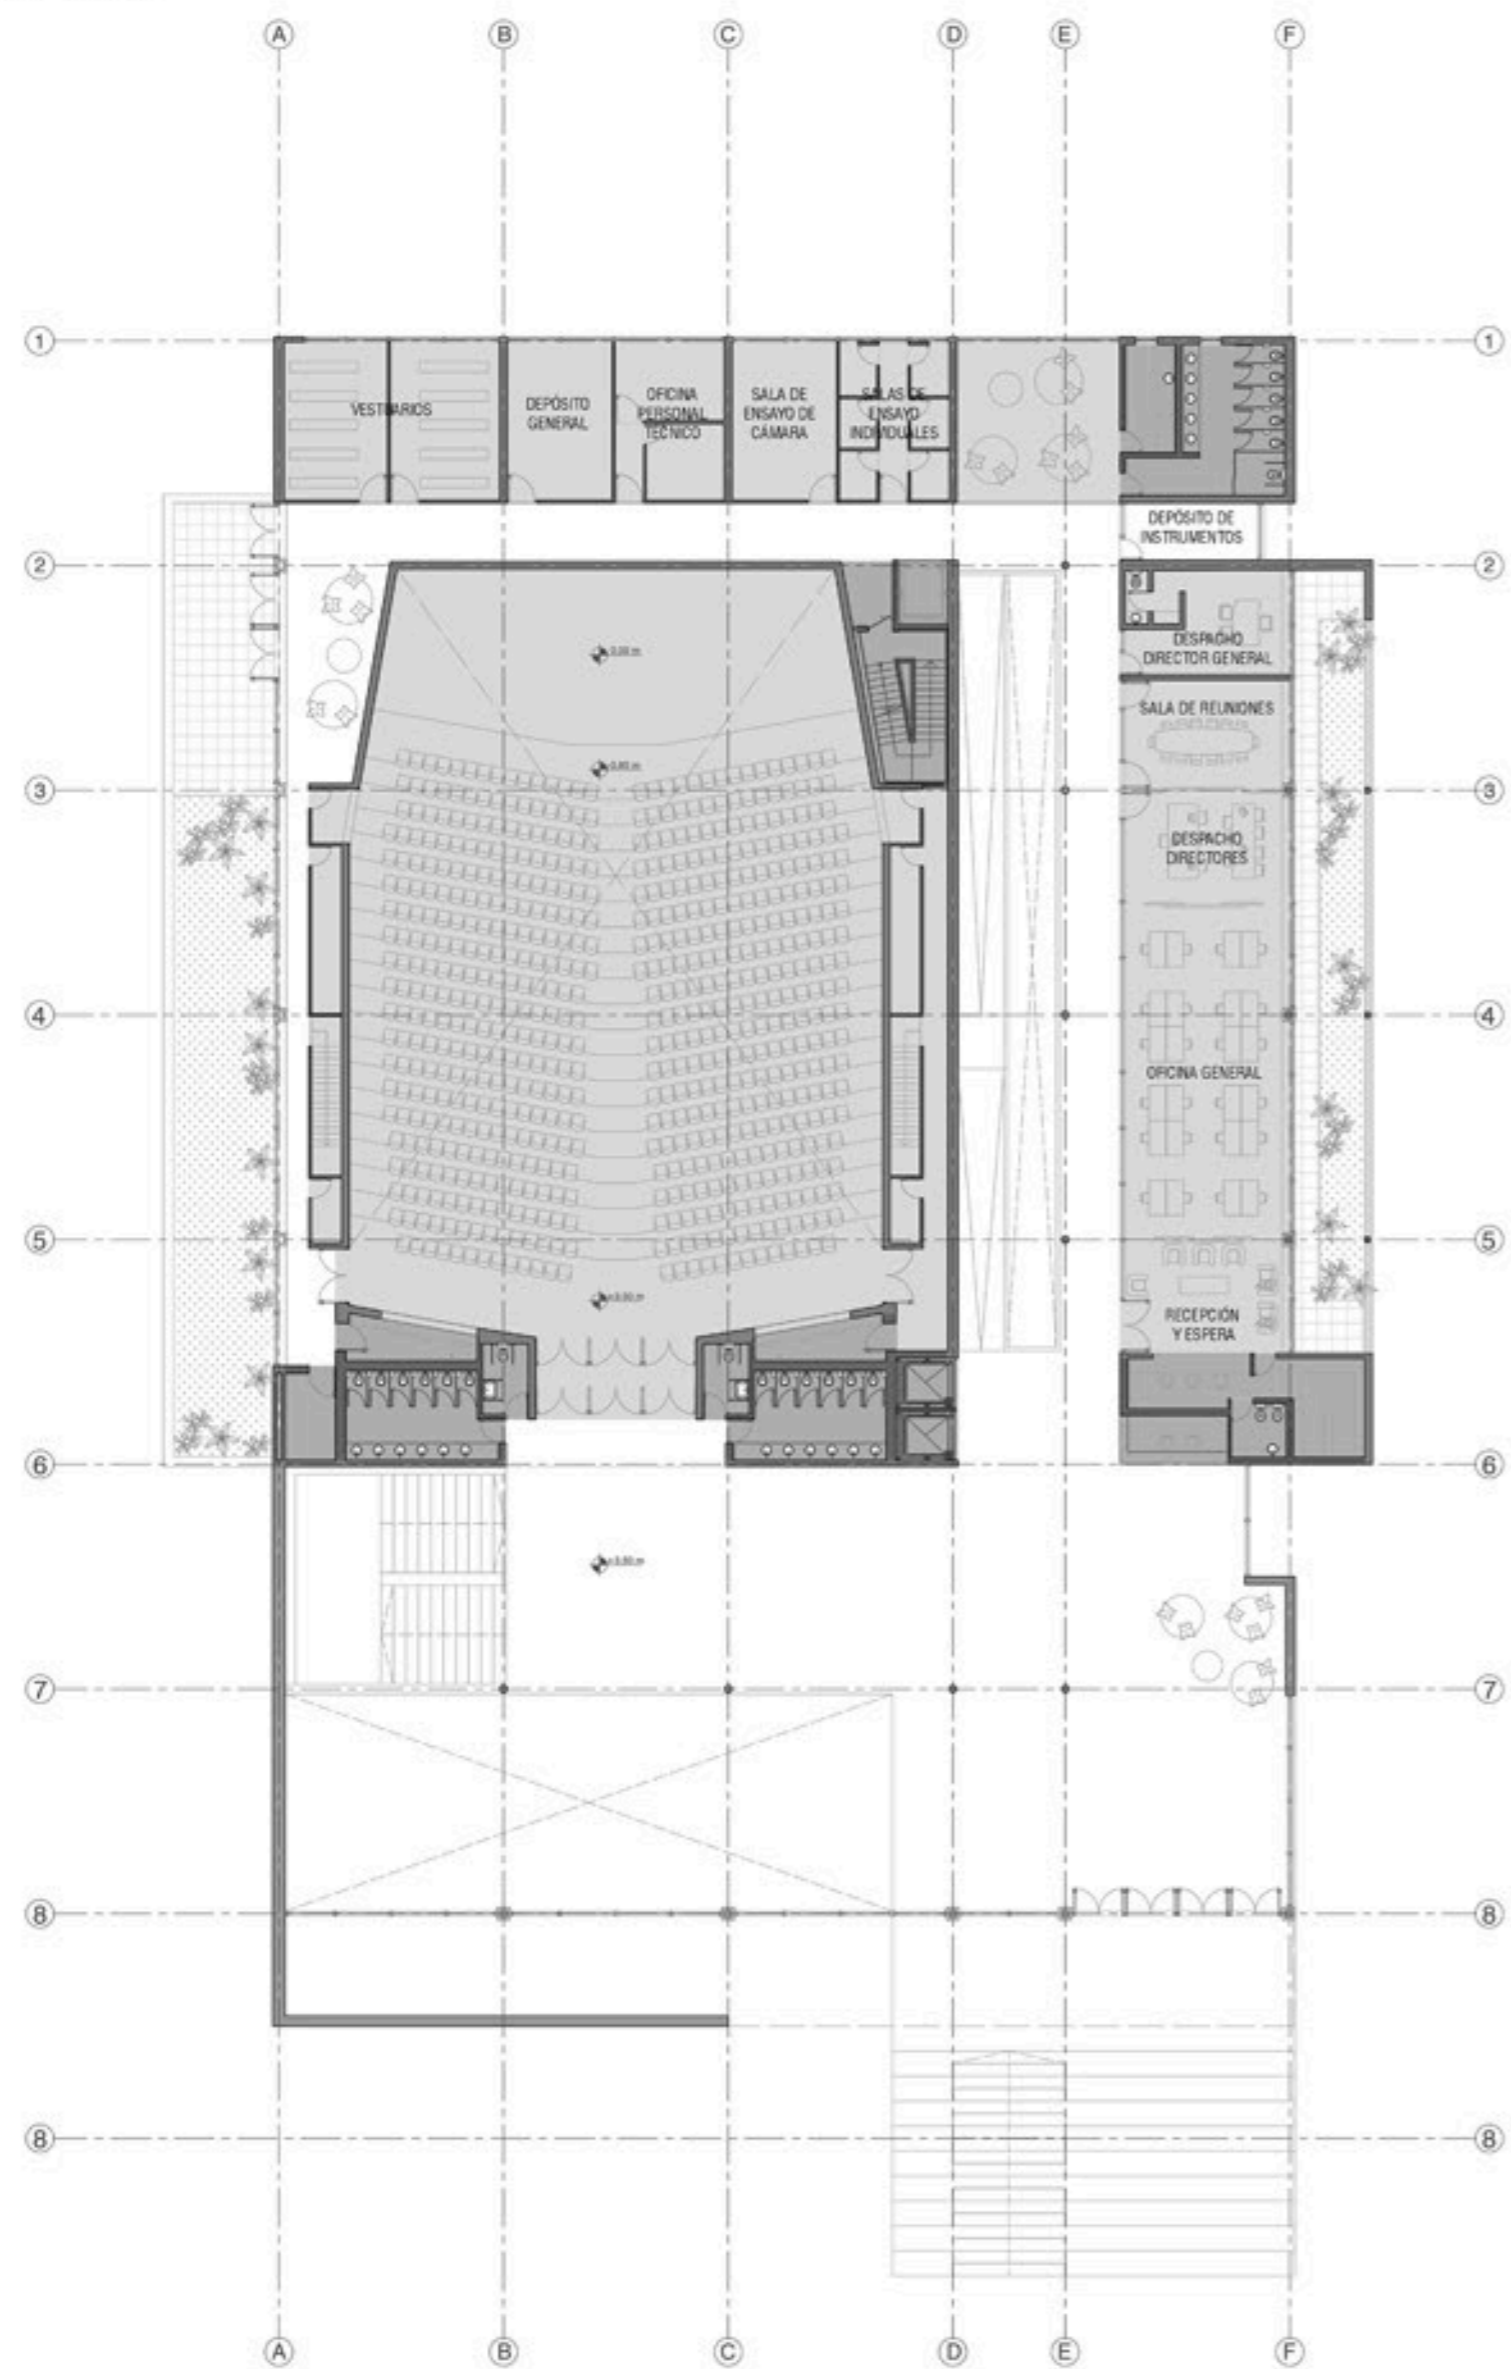 A B C D E F
1 1
VESTUARIOS
DEPÓSITO
GENERAL
OFICINA
PERSONAL
TÉCNICO
SALA DE
ENSAYO DE
CÁMARA
SALAS DE
ENSAYO
INDIVIDUALES
DEPÓSITO DE
INSTRUMENTOS
2 2
DESPACHO
DIRECTOR GENERAL
SALA DE REUNIONES
3 3
DESPACHO
DIRECTORES
4 4
OFICINA GENERAL
5 5
RECEPCIÓN
Y ESPERA
6 6
7 7
8 8
8 8
A B C D E F